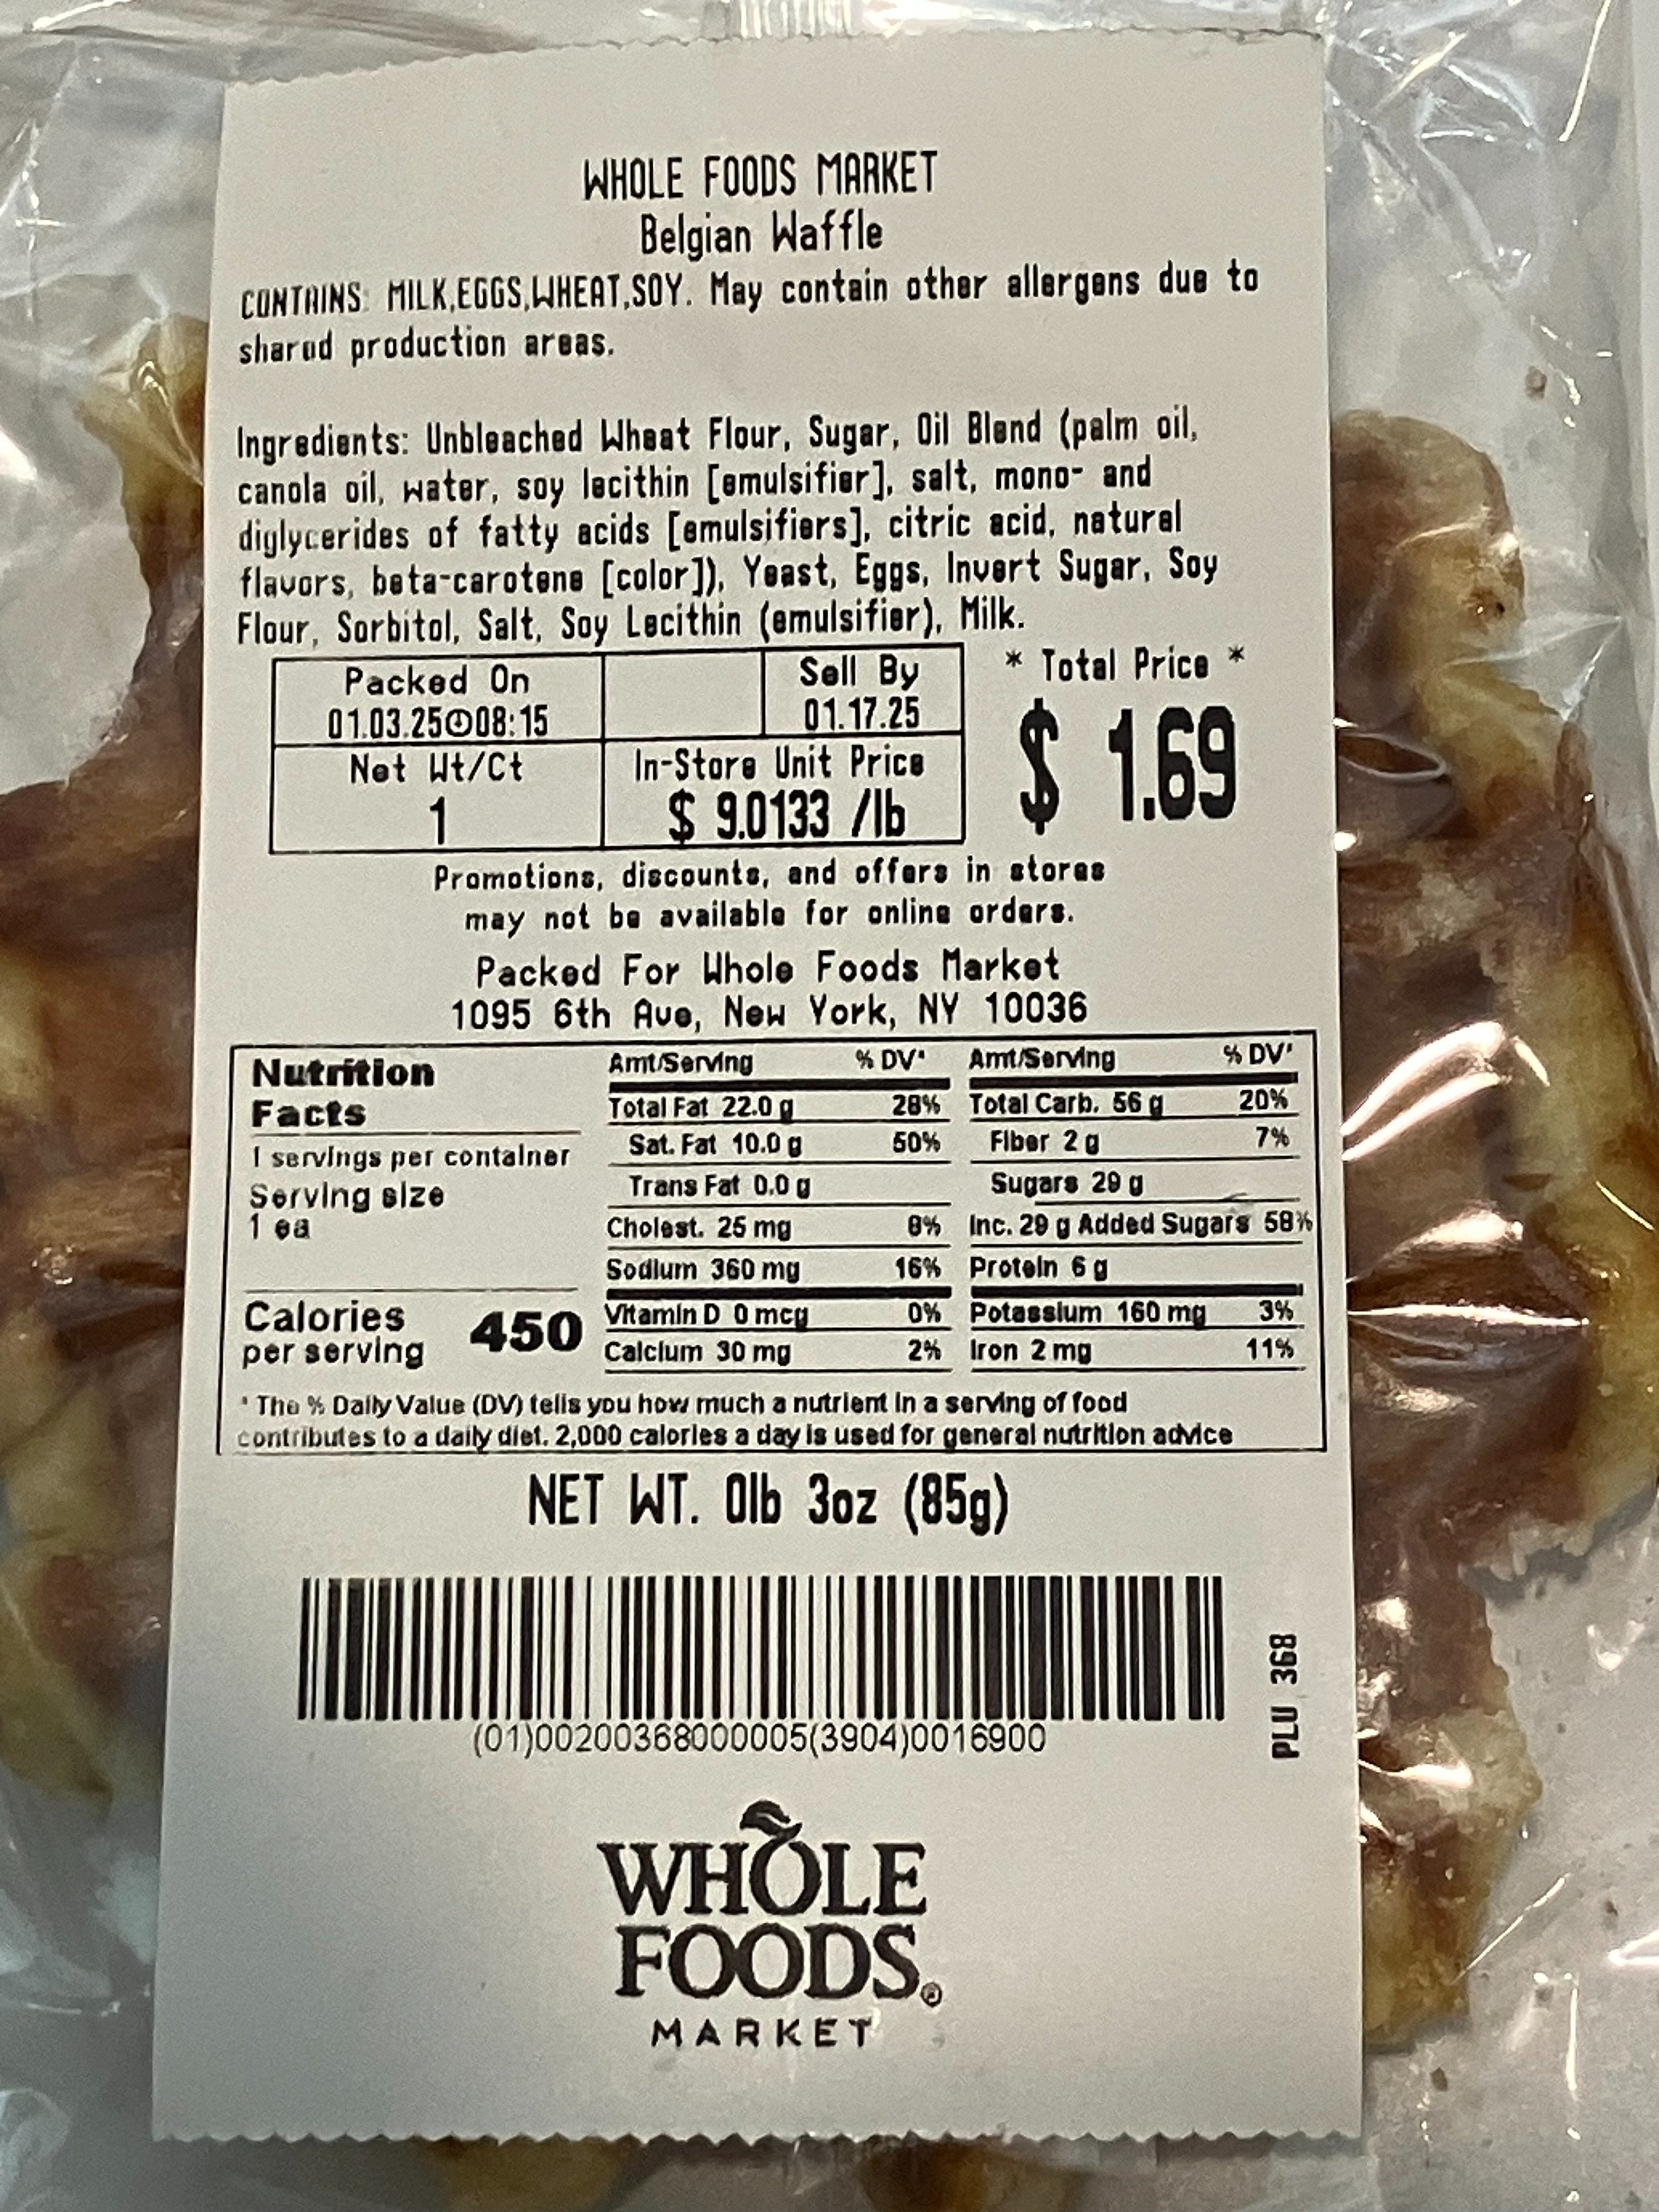 WHOLE FOODS MARKET
Belgian Waffle
CONTAINS: MILK,EGGS,WHEAT,SOY. May contain other allergens due to
shared production areas.
Ingredients: Unbleached Wheat Flour, Sugar, Oil Blend (palm oil,
canola oil, water, soy lecithin [emulsifier], salt, mono- and
diglycerides of fatty acids [emulsifiers], citric acid, natural
flavors, beta-carotene [color]), Yeast, Eggs, Invert Sugar, Soy
Flour, Sorbitol, Salt, Soy Lecithin (emulsifier), Milk.
Packed On
01.03.25 08:15
Sell By
01.17.25
Net Wt/Ct
1
In-Store Unit Price
$ 9.0133 /lb
* Total Price *
$ 1.69
Promotions, discounts, and offers in stores
may not be available for online orders.
Packed For Whole Foods Market
1095 6th Ave, New York, NY 10036
Nutrition
Facts
1 servings per container
Serving size
1 ea
Calories
per serving
450
Amt/Serving % DV*
Total Fat 22.0 g 28%
Sat. Fat 10.0 g 50%
Trans Fat 0.0 g
Cholest. 25 mg 8%
Sodium 360 mg 16%
Vitamin D 0 mcg 0%
Calcium 30 mg 2%
Amt/Serving % DV*
Total Carb. 56 g 20%
Fiber 2 g 7%
Sugars 29 g
Inc. 29 g Added Sugars 58%
Protein 6 g
Potassium 160 mg 3%
Iron 2 mg 11%
* The % Daily Value (DV) tells you how much a nutrient in a serving of food
contributes to a daily diet. 2,000 calories a day is used for general nutrition advice
NET WT. 0lb 3oz (85g)
(01)00200368000005(3904)0016900
PLU 368
WHOLE
FOODS®
MARKET